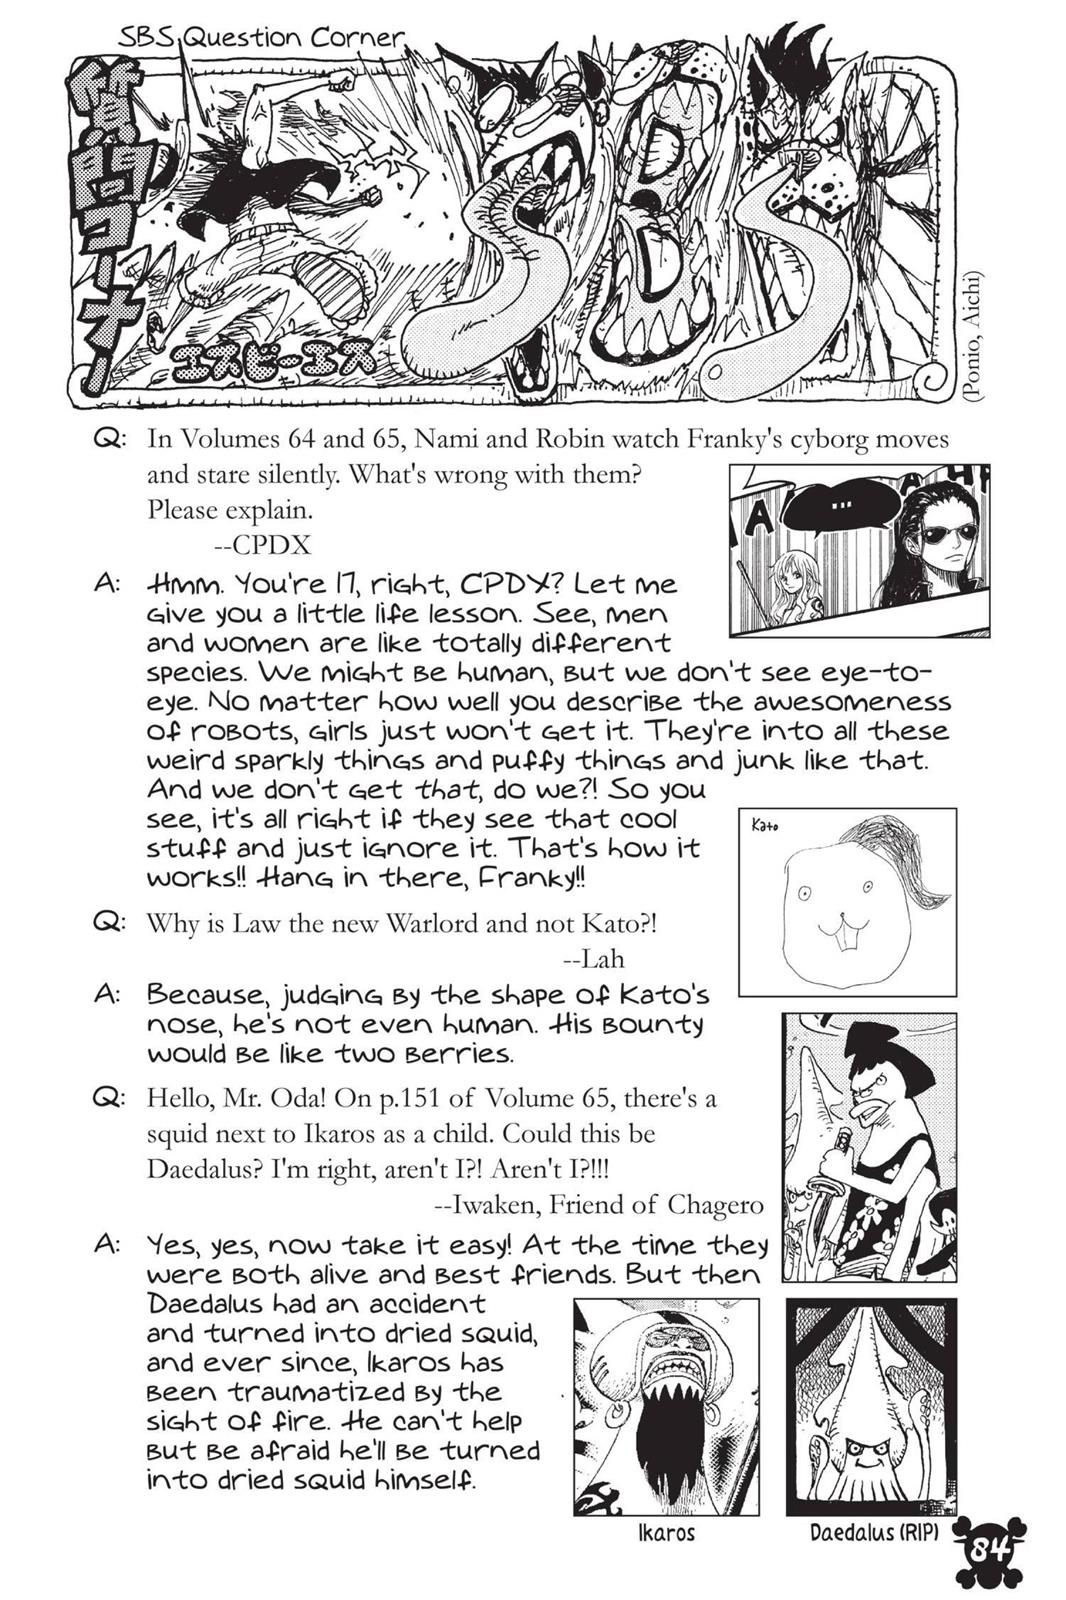 SBS Question Corner
質問コーナー
SBS
エスビーエス
(Ponio, Aichi)
Q: In Volumes 64 and 65, Nami and Robin watch Franky's cyborg moves
and stare silently. What's wrong with them?
Please explain.
--CPDX
...
A: Hmm. You're 17, right, CPDX? Let me
give you a little life lesson. See, men
and women are like totally different
species. We might be human, but we don't see eye-to-
eye. No matter how well you describe the awesomeness
of robots, girls just won't get it. They're into all these
weird sparkly things and puffy things and junk like that.
And we don't get that, do we?! So you
see, it's all right if they see that cool
stuff and just ignore it. That's how it
works!! Hang in there, Franky!!
Kato
Q: Why is Law the new Warlord and not Kato?!
--Lah
A: Because, judging by the shape of Kato's
nose, he's not even human. His bounty
would be like two berries.
Q: Hello, Mr. Oda! On p.151 of Volume 65, there's a
squid next to Ikaros as a child. Could this be
Daedalus? I'm right, aren't I?! Aren't I?!!!
--Iwaken, Friend of Chagero
A: Yes, yes, now take it easy! At the time they
were both alive and best friends. But then
Daedalus had an accident
and turned into dried squid,
and ever since, Ikaros has
been traumatized by the
sight of fire. He can't help
but be afraid he'll be turned
into dried squid himself.
Ikaros
Daedalus (RIP)
84